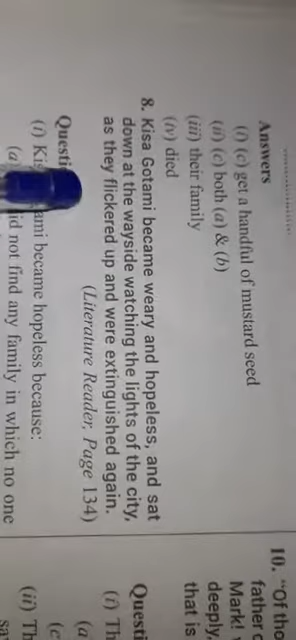 Answers
(i) (c) get a handful of mustard seed
(ii) (c) both (a) & (b)
(iii) their family
(iv) died
8. Kisa Gotami became weary and hopeless, and sat
down at the wayside watching the lights of the city,
as they flickered up and were extinguished again.
(Literature Reader, Page 134)
Questi
(i) Kis ami became hopeless because:
(a) did not find any family in which no one
10. "Of tho
father
Mark!
deeply,
that is
Questi
(i) Th
(a
(c
(ii) Th